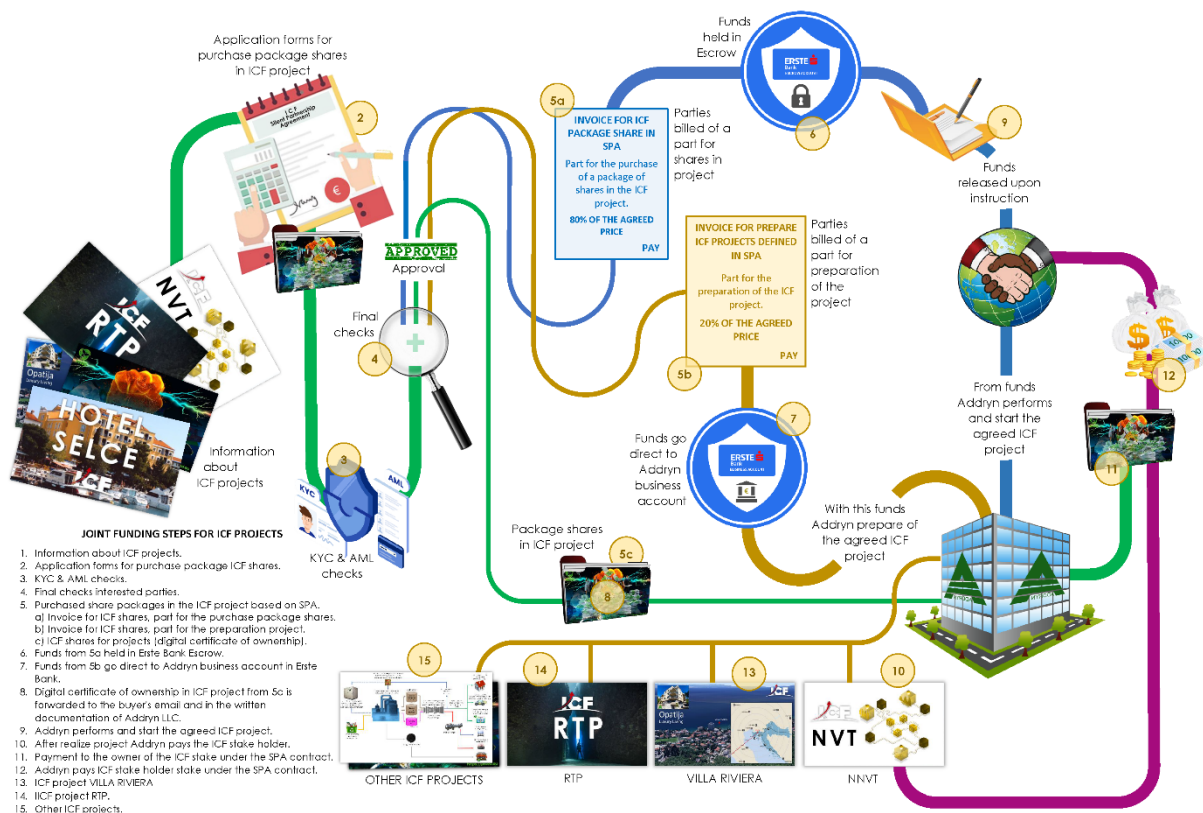 Application forms for
purchase package shares
in ICF project
2
I C F
Silent Partnership
Agreement
€
Funds
held in
Escrow
ERSTE
Bank
6
5a
INVOICE FOR ICF
PACKAGE SHARE IN
SPA
Part for the purchase
of a package of
shares in the ICF
project.
80% OF THE AGREED
PRICE
PAY
Parties
billed of a
part for
shares in
project
9
Funds
released upon
instruction
INVOICE FOR PREPARE
ICF PROJECTS DEFINED
IN SPA
Part for the
preparation of the ICF
project.
20% OF THE AGREED
PRICE
PAY
5b
Parties
billed of a
part for
preparation
of the
project
APPROVED
Approval
Final
checks
4
ICF
RTP
ICF
NVT
Opatija
Luxury Living
HOTEL
SELCE
ICF
Information
about
ICF projects
3
KYC
AML
KYC & AML
checks
7
ERSTE
Bank
BUSINESS ACCOUNT
€
Funds go
direct to
Addryn
business
account
$
$
12
From funds
Addryn performs
and start the
agreed ICF
project
11
With this funds
Addryn prepare of
the agreed ICF
project
Package shares
in ICF project
5c
8
JOINT FUNDING STEPS FOR ICF PROJECTS
1. Information about ICF projects.
2. Application forms for purchase package ICF shares.
3. KYC & AML checks.
4. Final checks interested parties.
5. Purchased share packages in the ICF project based on SPA.
a) Invoice for ICF shares, part for the purchase package shares.
b) Invoice for ICF shares, part for the preparation project.
c) ICF shares for projects (digital certificate of ownership).
6. Funds from 5a held in Erste Bank Escrow.
7. Funds from 5b go direct to Addryn business account in Erste
Bank.
8. Digital certificate of ownership in ICF project from 5c is
forwarded to the buyer's email and in the written
documentation of Addryn LLC.
9. Addryn performs and start the agreed ICF project.
10. After realize project Addryn pays the ICF stake holder.
11. Payment to the owner of the ICF stake under the SPA contract.
12. Addryn pays ICF stake holder stake under the SPA contract.
13. ICF project VILLA RIVIERA
14. IICF project RTP.
15. Other ICF projects.
15
OTHER ICF PROJECTS
14
ICF
RTP
RTP
13
Opatija
Luxury Living
ICF
VILLA RIVIERA
10
ICF
NVT
NNVT